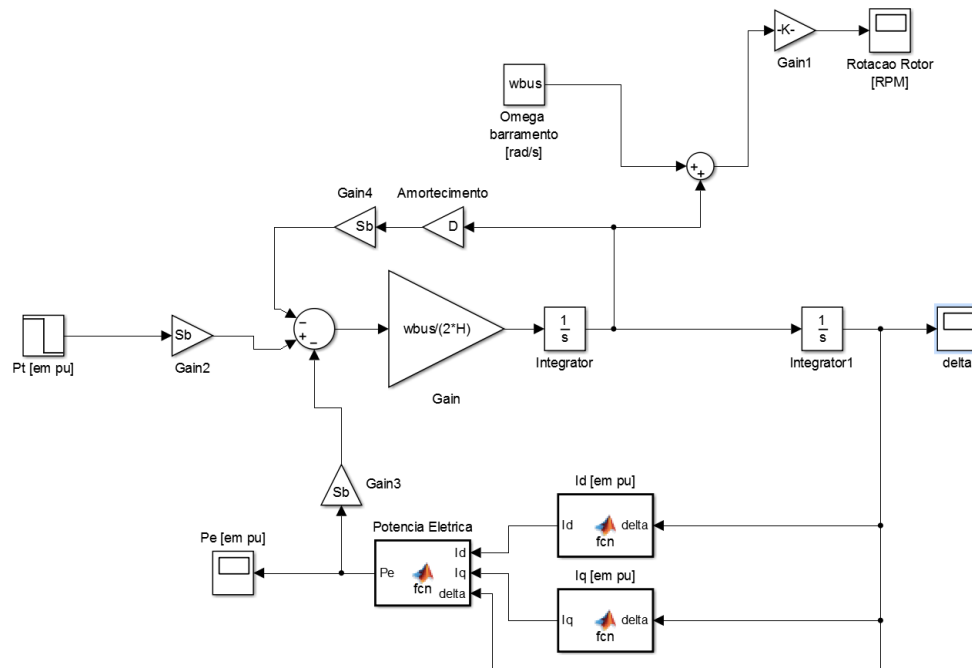 -K-
Gain1
Rotacao Rotor
[RPM]
wbus
Omega
barramento
[rad/s]
+
+
Gain4
Amortecimento
Sb
D
−
+
−
Sb
Pt [em pu]
Gain2
wbus/(2*H)
Gain
1
s
Integrator
1
s
Integrator1
delta
Sb
Gain3
Id [em pu]
Id
fcn
delta
Potencia Eletrica
Pe [em pu]
Pe
fcn
Id
Iq
delta
Iq [em pu]
Iq
fcn
delta